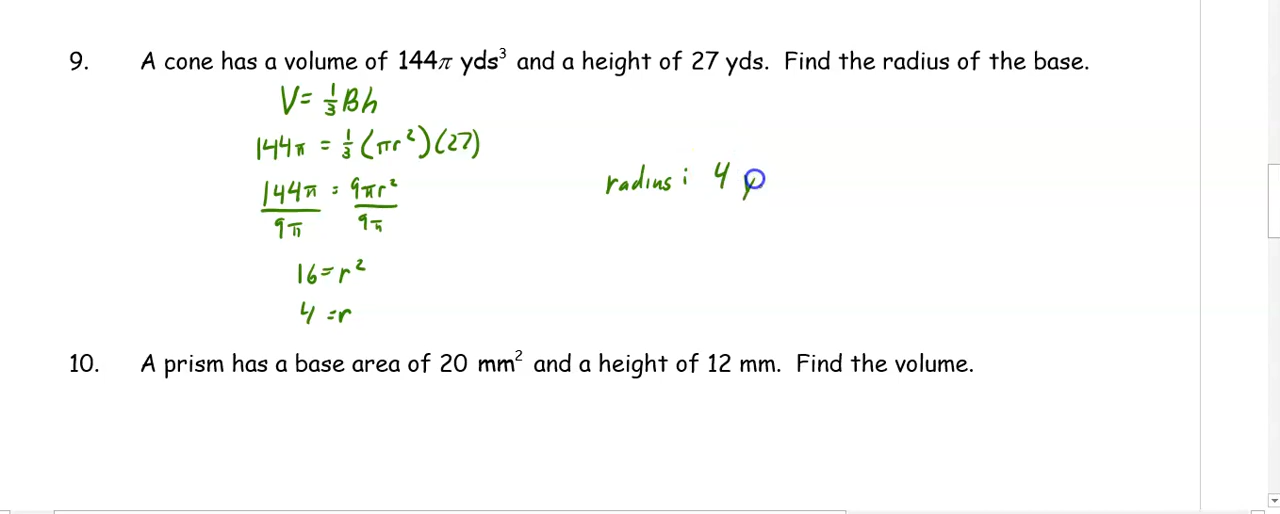 9. A cone has a volume of 144π yds³ and a height of 27 yds. Find the radius of the base.
V = 1/3 Bh
144π = 1/3 (πr²)(27)
144π = 9πr²
9π 9π
16 = r²
4 = r
radius: 4 y
10. A prism has a base area of 20 mm² and a height of 12 mm. Find the volume.